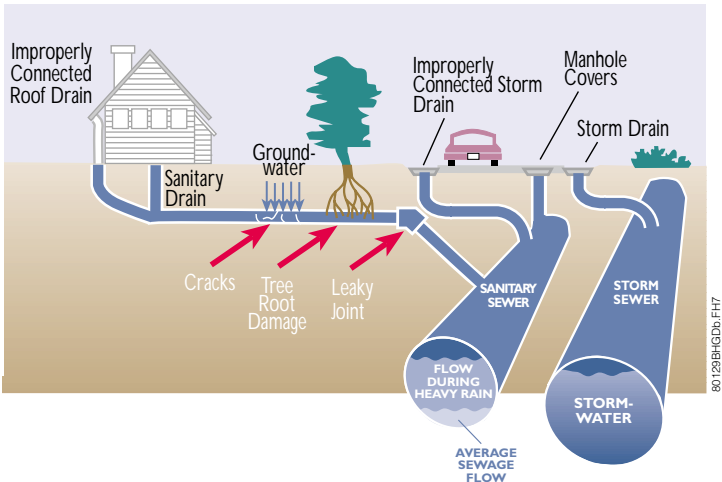 Improperly
Connected
Roof Drain
Sanitary
Drain
Ground-
water
Improperly
Connected Storm
Drain
Manhole
Covers
Storm Drain
Cracks
Tree
Root
Damage
Leaky
Joint
SANITARY
SEWER
STORM
SEWER
FLOW
DURING
HEAVY RAIN
STORM-
WATER
AVERAGE
SEWAGE
FLOW
80129BHGDb.FH7